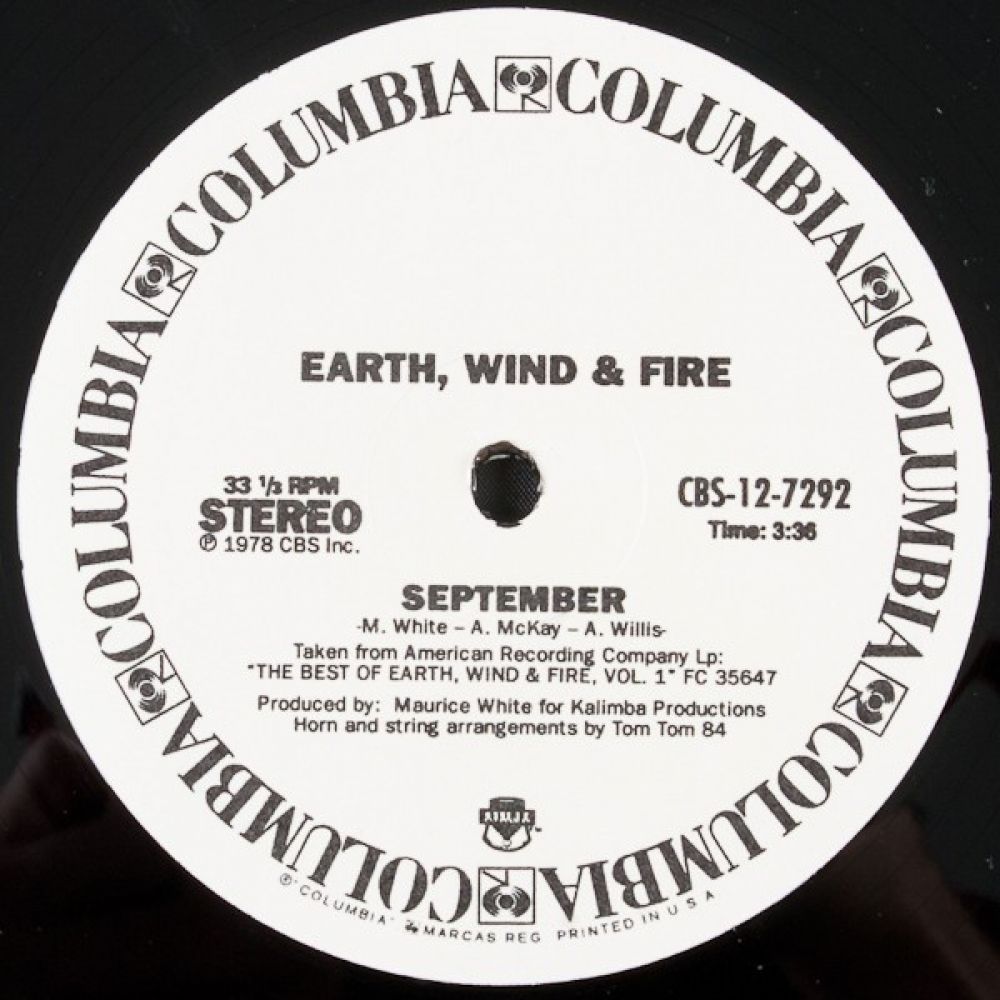 COLUMBIA COLUMBIA COLUMBIA COLUMBIA COLUMBIA COLUMBIA
EARTH, WIND & FIRE
33 ⅓ RPM
STEREO
℗ 1978 CBS Inc.
CBS-12-7292
Time: 3:36
SEPTEMBER
-M. White – A. McKay – A. Willis-
Taken from American Recording Company Lp:
"THE BEST OF EARTH, WIND & FIRE, VOL. 1" FC 35647
Produced by: Maurice White for Kalimba Productions
Horn and string arrangements by Tom Tom 84
"COLUMBIA" MARCAS REG PRINTED IN U S A